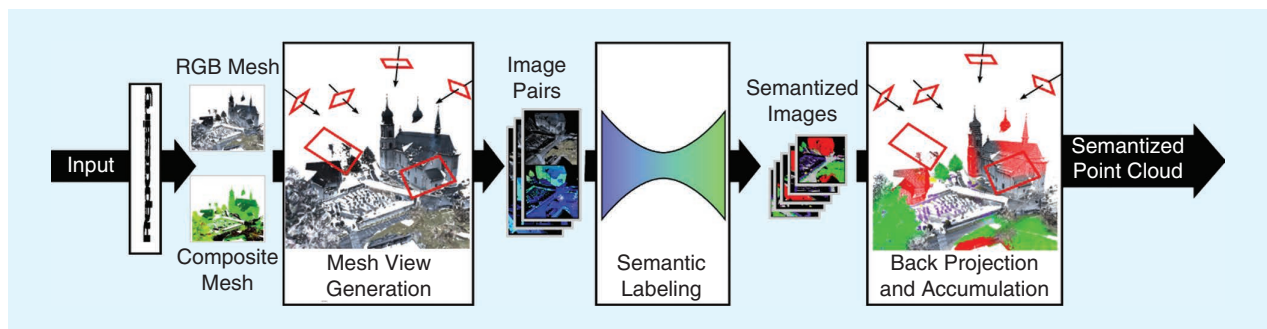 Input
Preprocessing
RGB Mesh
Composite
Mesh
Mesh View
Generation
Image
Pairs
Semantic
Labeling
Semantized
Images
Back Projection
and Accumulation
Semantized
Point Cloud